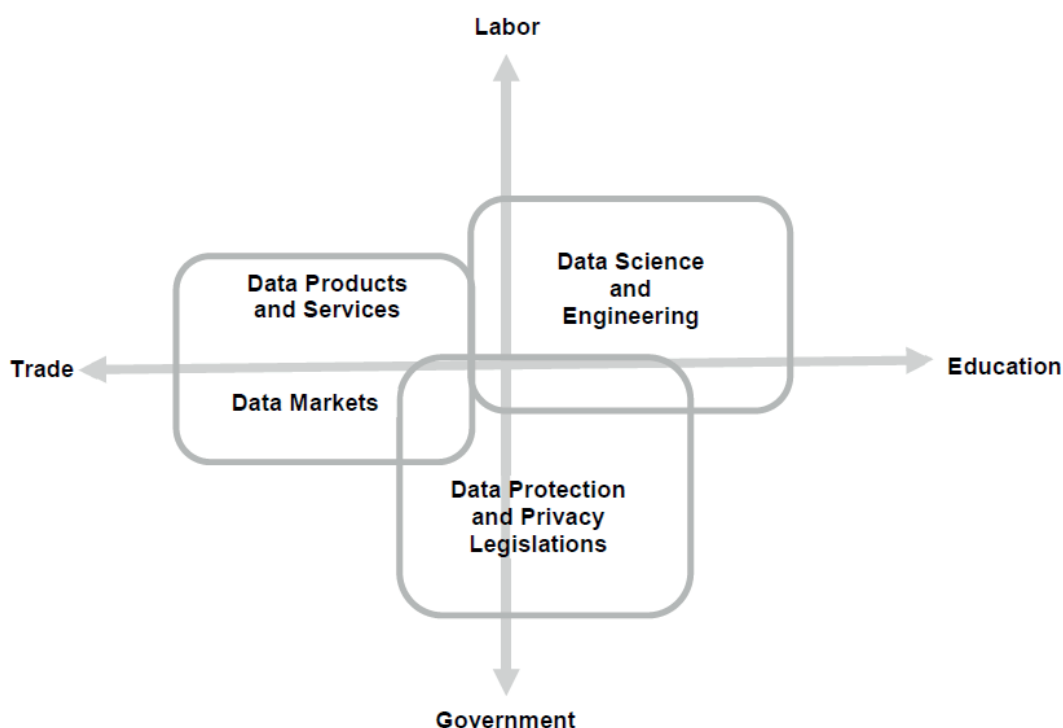 Labor
Data Science
and
Engineering
Data Products
and Services
Trade
Education
Data Markets
Data Protection
and Privacy
Legislations
Government